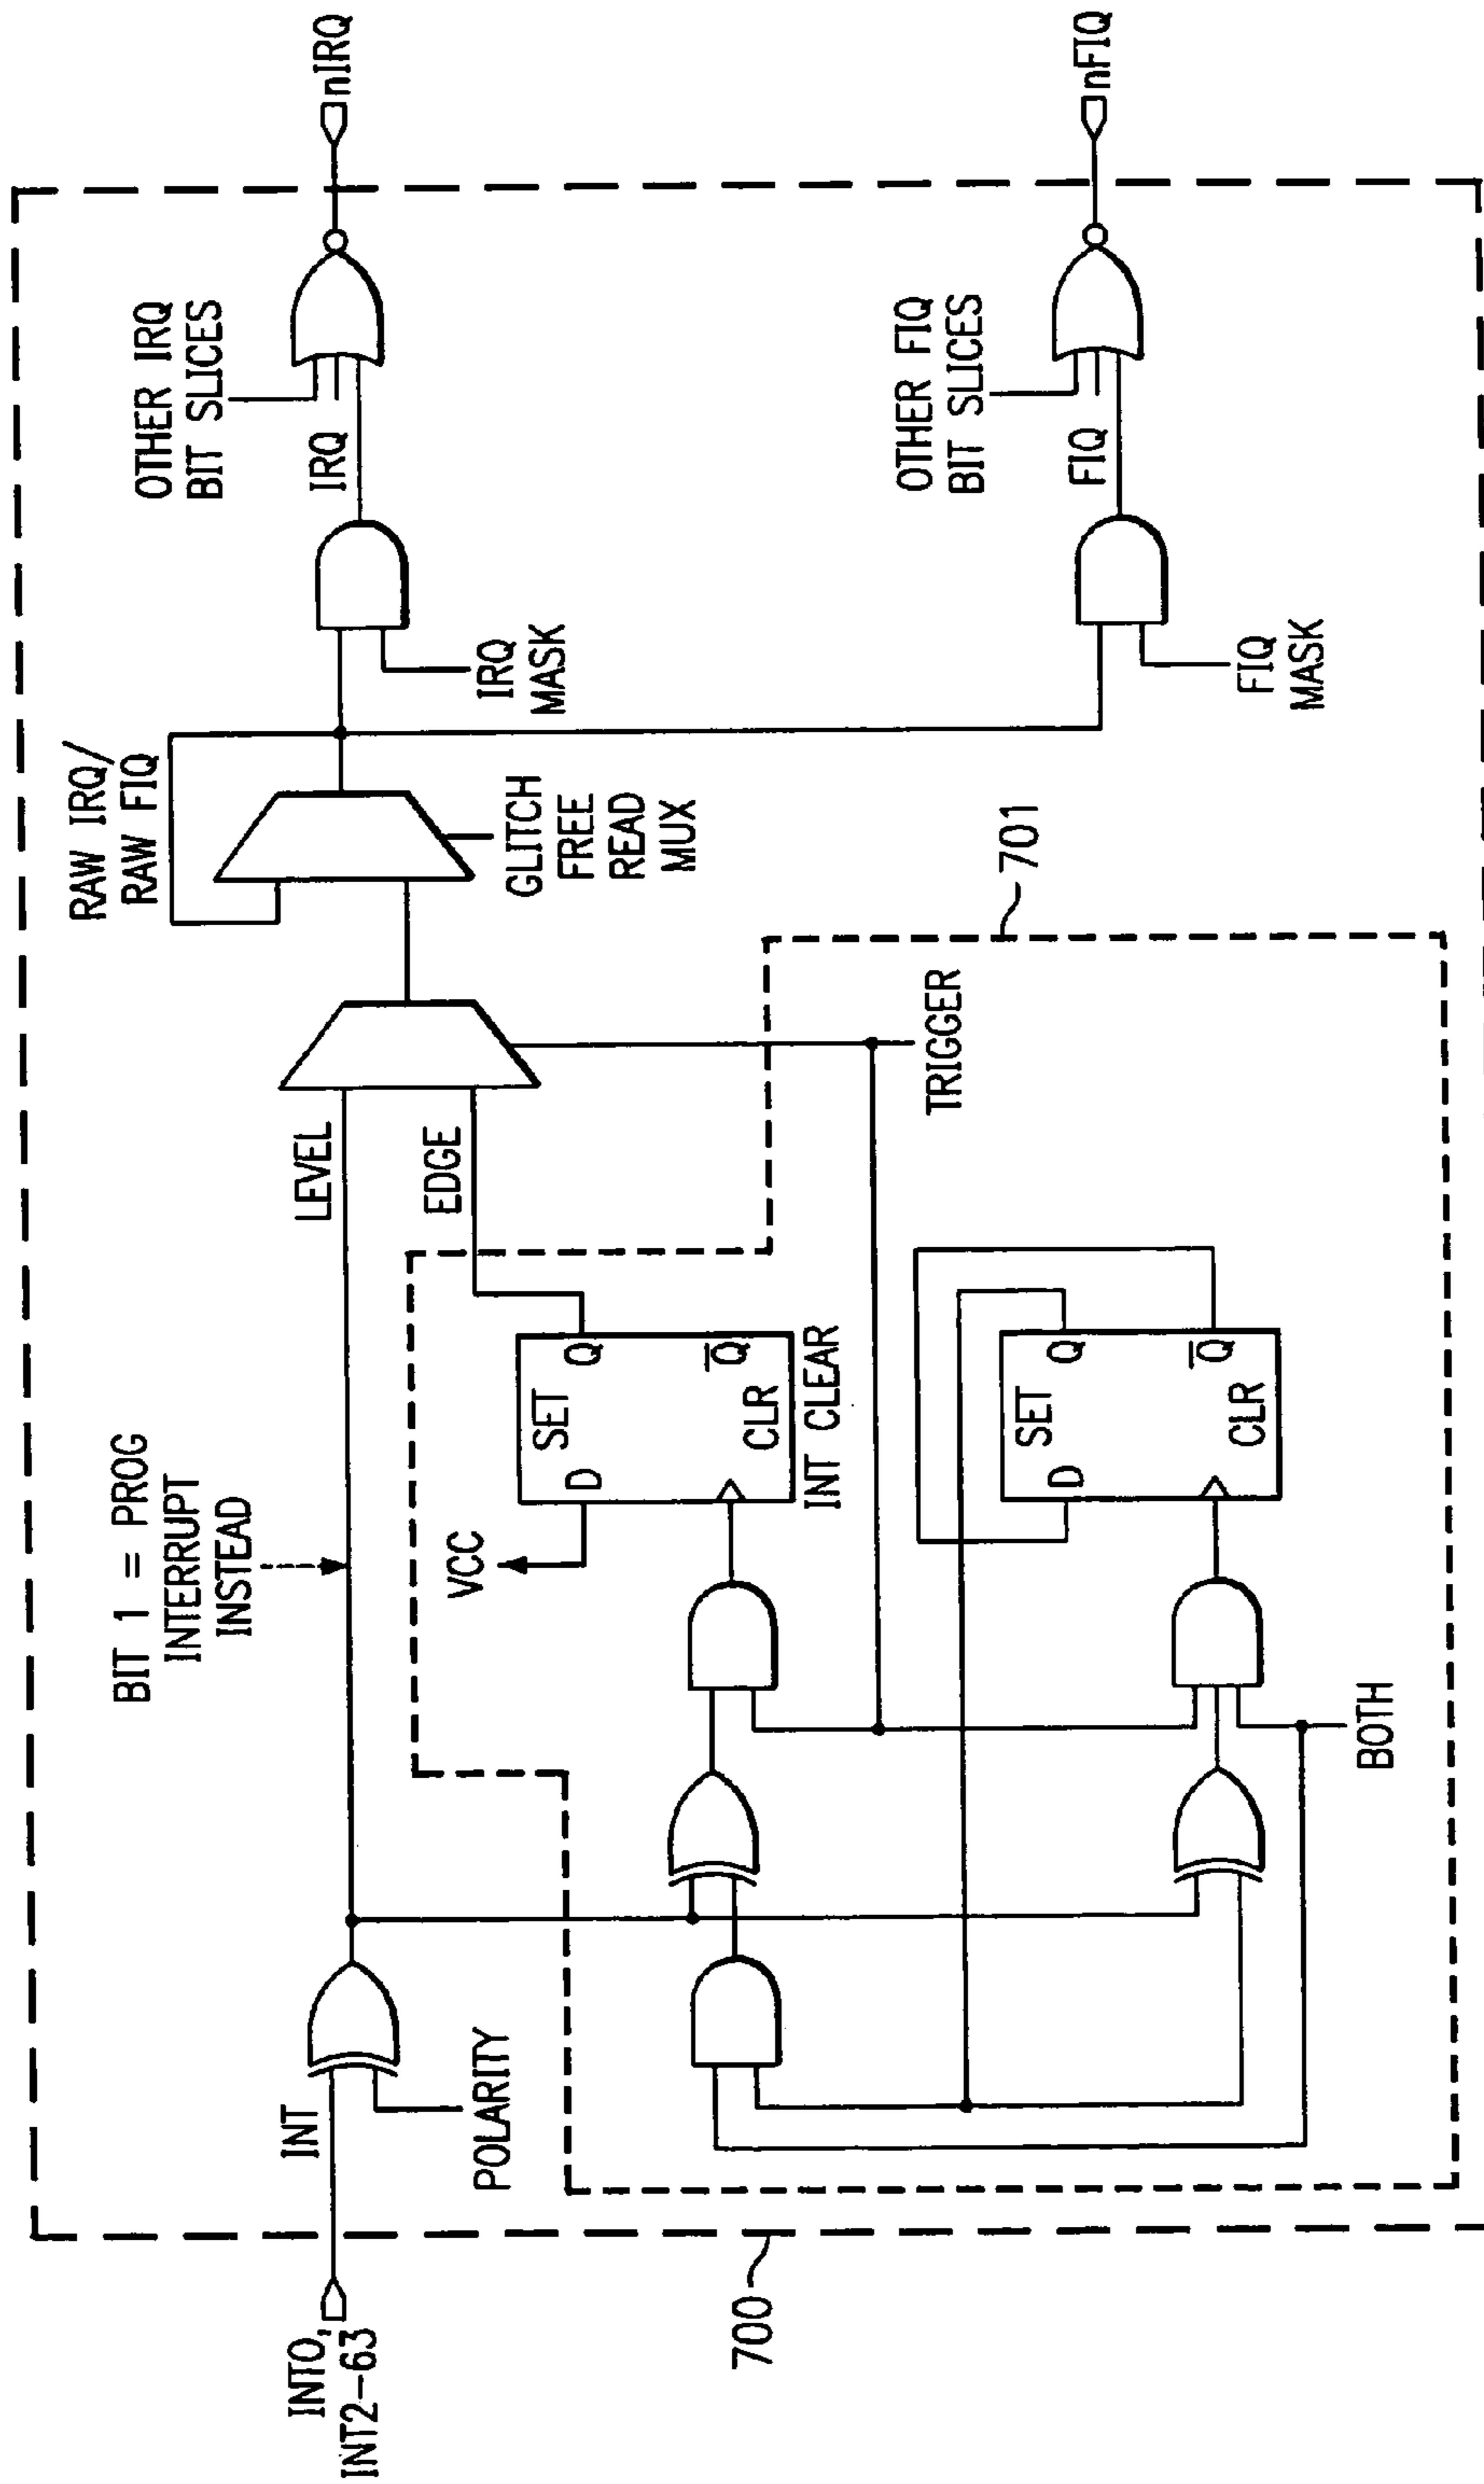 INT0,
INT2-63
700
INT
POLARITY
BIT 1 = PROG
INTERRUPT
INSTEAD
LEVEL
EDGE
VCC
D
SET
Q
Q̅
CLR
INT CLEAR
D
SET
Q
Q̅
CLR
BOTH
TRIGGER
701
RAW IRQ/
RAW FIQ
GLITCH
FREE
READ
MUX
IRQ
MASK
FIQ
MASK
OTHER IRQ
BIT SLICES
IRQ
OTHER FIQ
BIT SLICES
FIQ
nIRQ
nFIQ